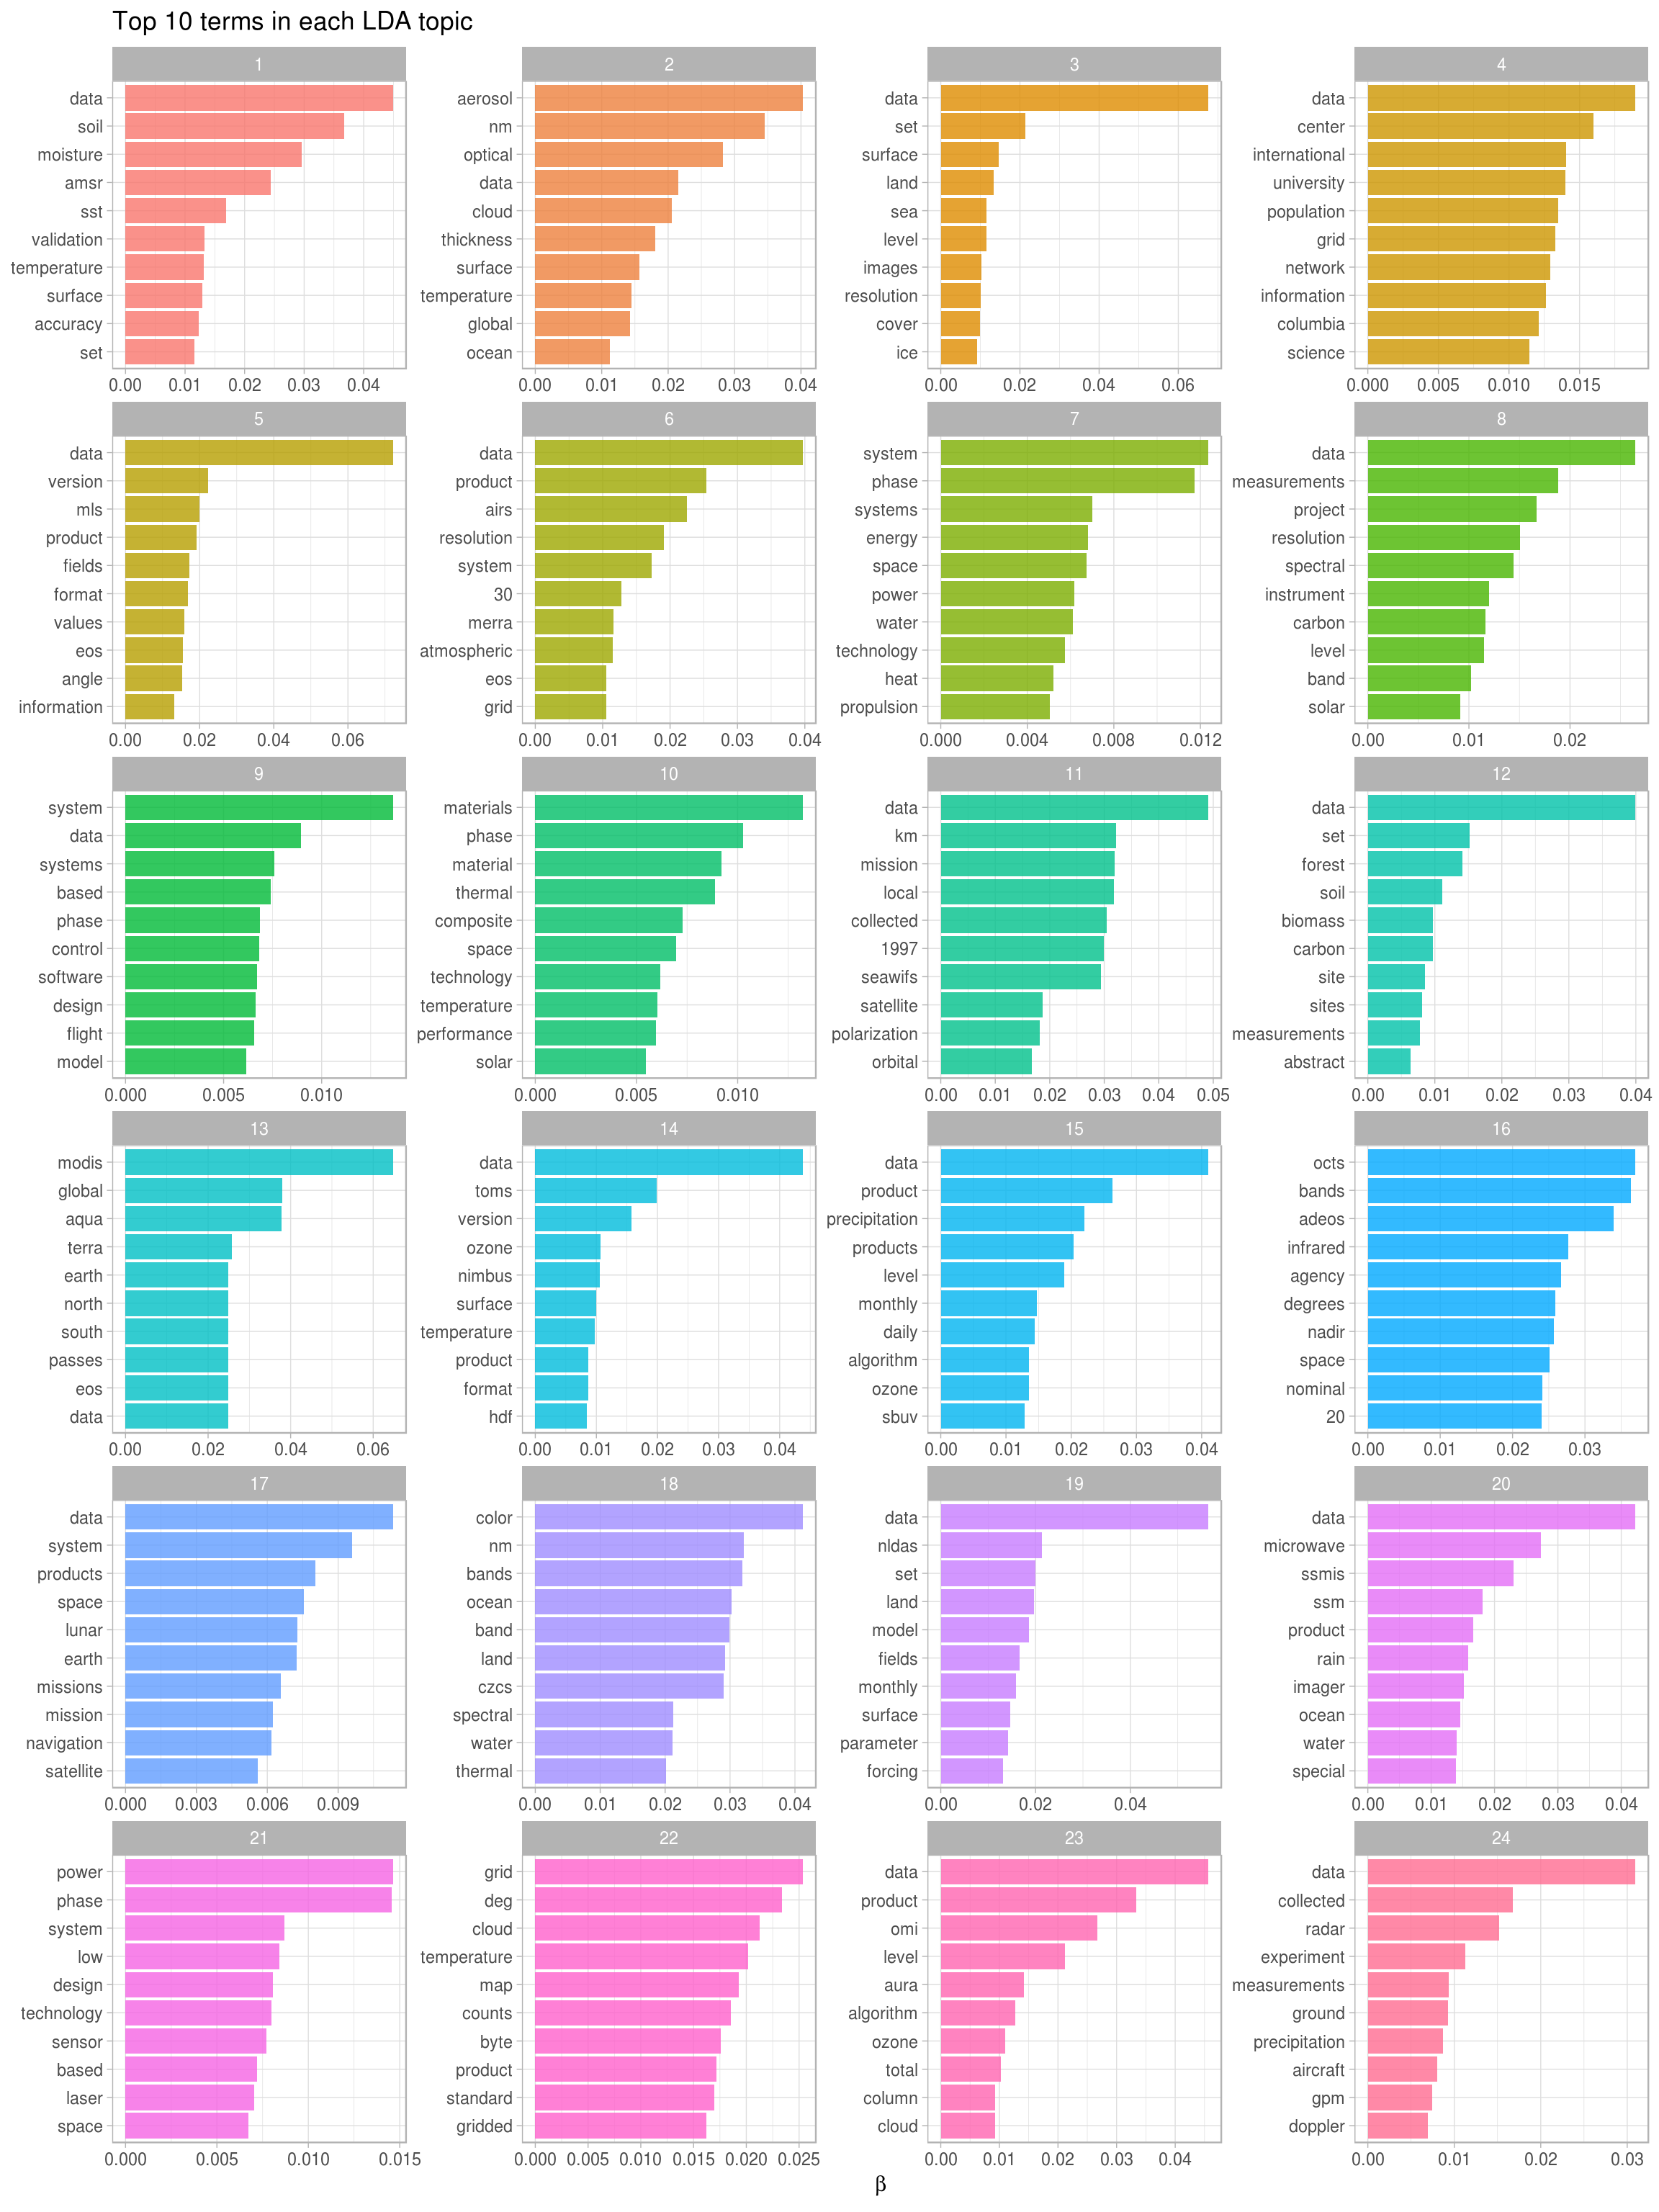 Top 10 terms in each LDA topic
1
data
soil
moisture
amsr
sst
validation
temperature
surface
accuracy
set
0.00 0.01 0.02 0.03 0.04
2
aerosol
nm
optical
data
cloud
thickness
surface
temperature
global
ocean
0.00 0.01 0.02 0.03 0.04
3
data
set
surface
land
sea
level
images
resolution
cover
ice
0.00 0.02 0.04 0.06
4
data
center
international
university
population
grid
network
information
columbia
science
0.000 0.005 0.010 0.015
5
data
version
mls
product
fields
format
values
eos
angle
information
0.00 0.02 0.04 0.06
6
data
product
airs
resolution
system
30
merra
atmospheric
eos
grid
0.00 0.01 0.02 0.03 0.04
7
system
phase
systems
energy
space
power
water
technology
heat
propulsion
0.000 0.004 0.008 0.012
8
data
measurements
project
resolution
spectral
instrument
carbon
level
band
solar
0.00 0.01 0.02
9
system
data
systems
based
phase
control
software
design
flight
model
0.000 0.005 0.010
10
materials
phase
material
thermal
composite
space
technology
temperature
performance
solar
0.000 0.005 0.010
11
data
km
mission
local
collected
1997
seawifs
satellite
polarization
orbital
0.00 0.01 0.02 0.03 0.04 0.05
12
data
set
forest
soil
biomass
carbon
site
sites
measurements
abstract
0.00 0.01 0.02 0.03 0.04
13
modis
global
aqua
terra
earth
north
south
passes
eos
data
0.00 0.02 0.04 0.06
14
data
toms
version
ozone
nimbus
surface
temperature
product
format
hdf
0.00 0.01 0.02 0.03 0.04
15
data
product
precipitation
products
level
monthly
daily
algorithm
ozone
sbuv
0.00 0.01 0.02 0.03 0.04
16
octs
bands
adeos
infrared
agency
degrees
nadir
space
nominal
20
0.00 0.01 0.02 0.03
17
data
system
products
space
lunar
earth
missions
mission
navigation
satellite
0.000 0.003 0.006 0.009
18
color
nm
bands
ocean
band
land
czcs
spectral
water
thermal
0.00 0.01 0.02 0.03 0.04
19
data
nldas
set
land
model
fields
monthly
surface
parameter
forcing
0.00 0.02 0.04
20
data
microwave
ssmis
ssm
product
rain
imager
ocean
water
special
0.00 0.01 0.02 0.03 0.04
21
power
phase
system
low
design
technology
sensor
based
laser
space
0.000 0.005 0.010 0.015
22
grid
deg
cloud
temperature
map
counts
byte
product
standard
gridded
0.000 0.005 0.010 0.015 0.020 0.025
23
data
product
omi
level
aura
algorithm
ozone
total
column
cloud
0.00 0.01 0.02 0.03 0.04
24
data
collected
radar
experiment
measurements
ground
precipitation
aircraft
gpm
doppler
0.00 0.01 0.02 0.03
β